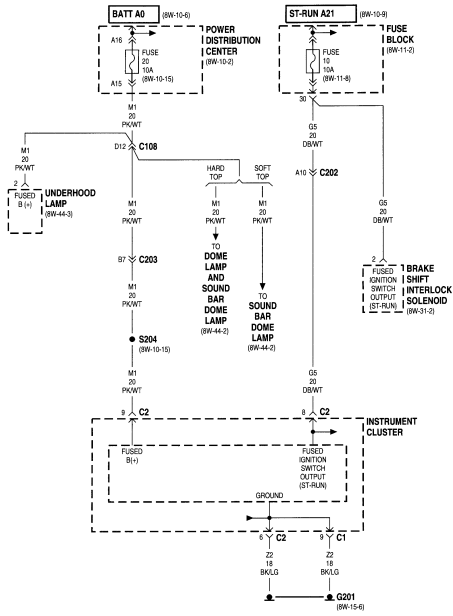 BATT A0 (8W-10-6)
ST-RUN A21 (8W-10-9)
A16
FUSE
20
10A
(8W-10-15)
A15
POWER
DISTRIBUTION
CENTER
(8W-10-2)
FUSE
10
10A
(8W-11-8)
30
FUSE
BLOCK
(8W-11-2)
M1
20
PK/WT
G5
20
DB/WT
D12 C108
M1
20
PK/WT
2
FUSED
B (+)
UNDERHOOD
LAMP
(8W-44-3)
HARD
TOP
SOFT
TOP
A10 C202
M1
20
PK/WT
M1
20
PK/WT
M1
20
PK/WT
G5
20
DB/WT
TO
DOME
LAMP
AND
SOUND
BAR
DOME
LAMP
(8W-44-2)
TO
SOUND
BAR
DOME
LAMP
(8W-44-2)
B7 C203
2
FUSED
IGNITION
SWITCH
OUTPUT
(ST-RUN)
BRAKE
SHIFT
INTERLOCK
SOLENOID
(8W-31-2)
M1
20
PK/WT
S204
(8W-10-15)
M1
20
PK/WT
G5
20
DB/WT
9 C2
8 C2
INSTRUMENT
CLUSTER
FUSED
B(+)
FUSED
IGNITION
SWITCH
OUTPUT
(ST-RUN)
GROUND
6 C2
9 C1
Z2
18
BK/LG
Z2
18
BK/LG
G201
(8W-15-6)